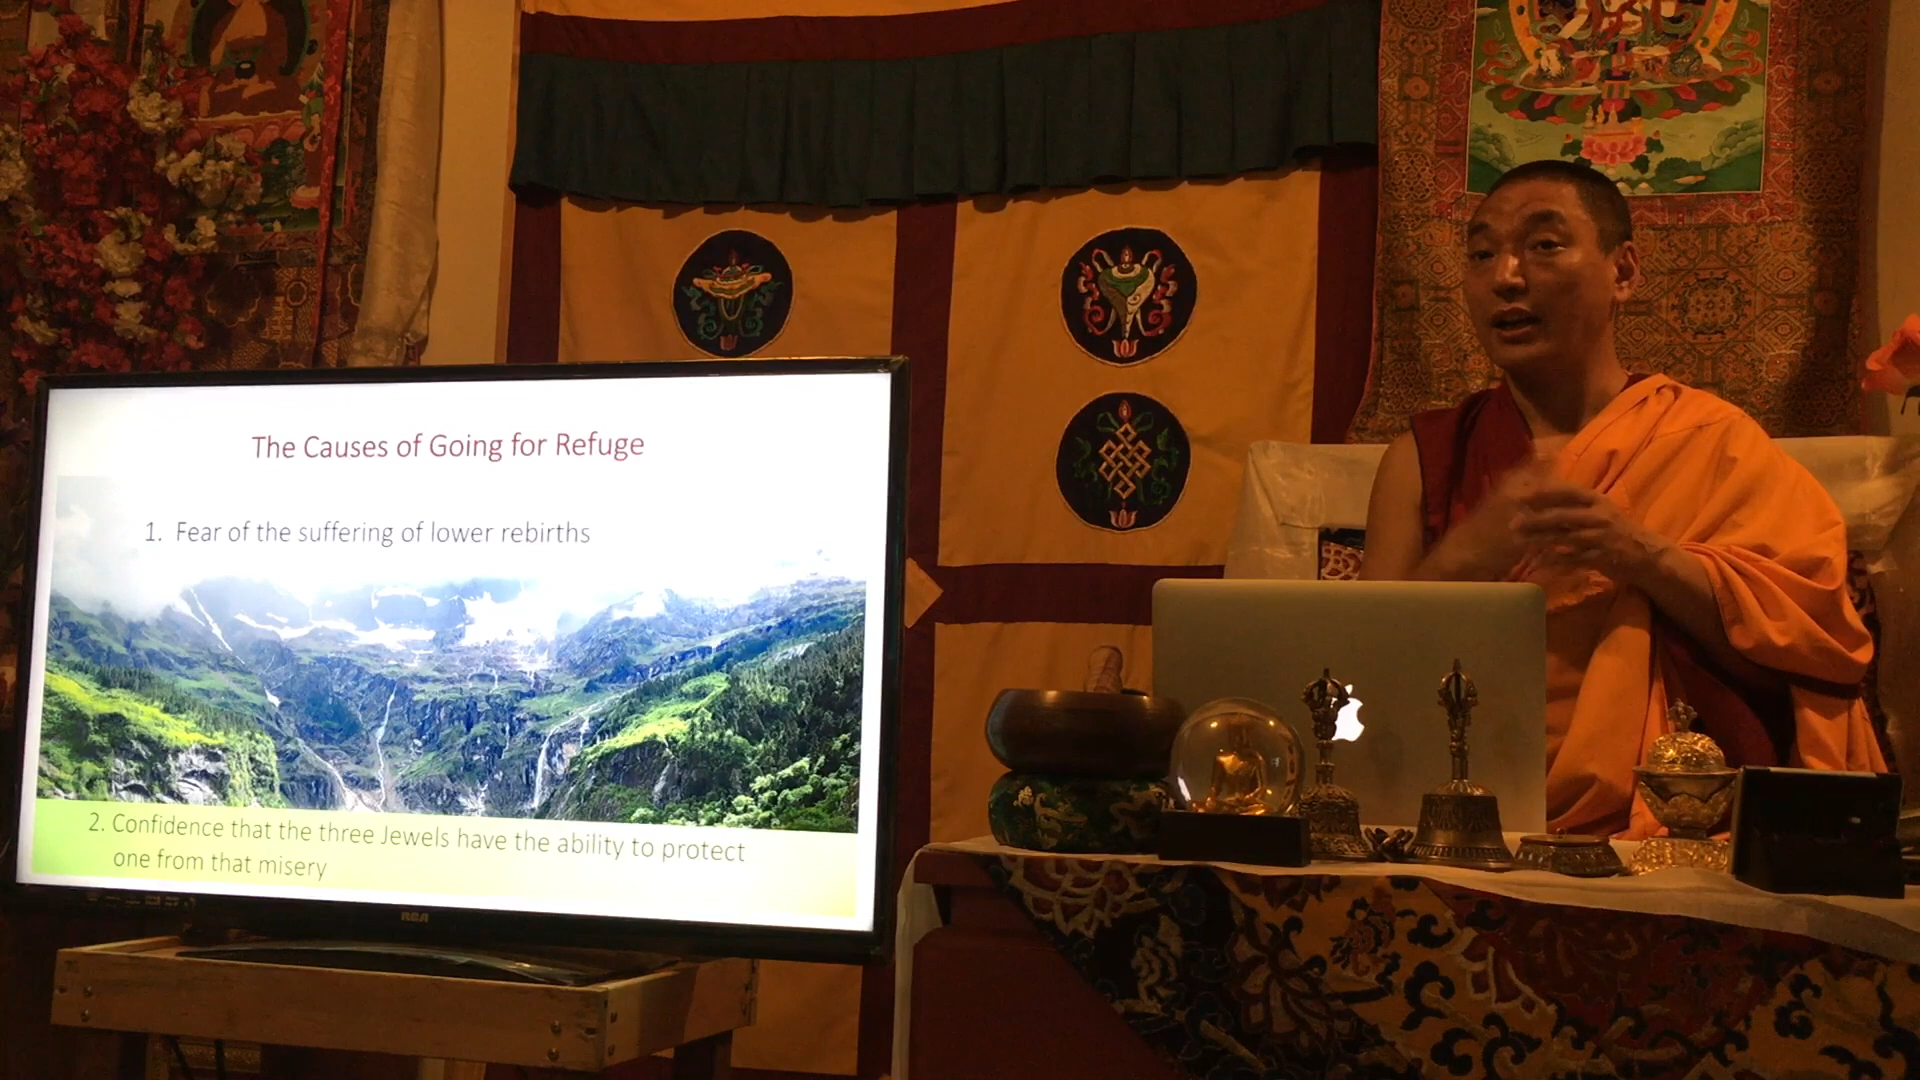 The Causes of Going for Refuge
1. Fear of the suffering of lower rebirths
2. Confidence that the three Jewels have the ability to protect
one from that misery
RCA